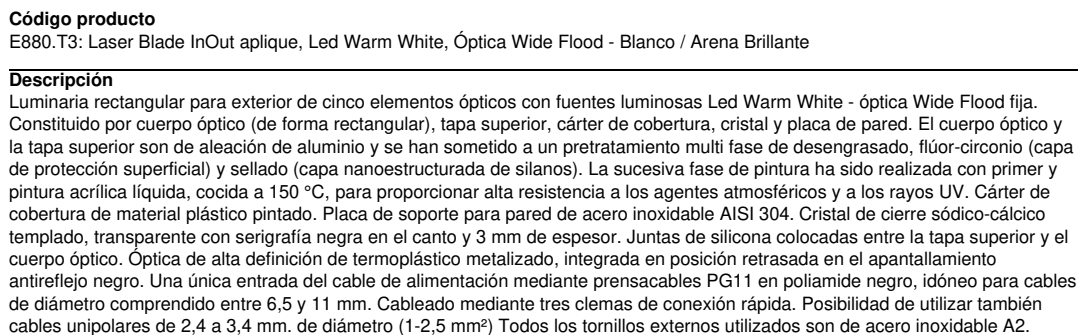 Código producto
E880.T3: Laser Blade InOut aplique, Led Warm White, Óptica Wide Flood - Blanco / Arena Brillante
Descripción
Luminaria rectangular para exterior de cinco elementos ópticos con fuentes luminosas Led Warm White - óptica Wide Flood fija.
Constituido por cuerpo óptico (de forma rectangular), tapa superior, cárter de cobertura, cristal y placa de pared. El cuerpo óptico y
la tapa superior son de aleación de aluminio y se han sometido a un pretratamiento multi fase de desengrasado, flúor-circonio (capa
de protección superficial) y sellado (capa nanoestructurada de silanos). La sucesiva fase de pintura ha sido realizada con primer y
pintura acrílica líquida, cocida a 150 °C, para proporcionar alta resistencia a los agentes atmosféricos y a los rayos UV. Cárter de
cobertura de material plástico pintado. Placa de soporte para pared de acero inoxidable AISI 304. Cristal de cierre sódico-cálcico
templado, transparente con serigrafía negra en el canto y 3 mm de espesor. Juntas de silicona colocadas entre la tapa superior y el
cuerpo óptico. Óptica de alta definición de termoplástico metalizado, integrada en posición retrasada en el apantallamiento
antireflejo negro. Una única entrada del cable de alimentación mediante prensacables PG11 en poliamide negro, idóneo para cables
de diámetro comprendido entre 6,5 y 11 mm. Cableado mediante tres clemas de conexión rápida. Posibilidad de utilizar también
cables unipolares de 2,4 a 3,4 mm. de diámetro (1-2,5 mm²) Todos los tornillos externos utilizados son de acero inoxidable A2.